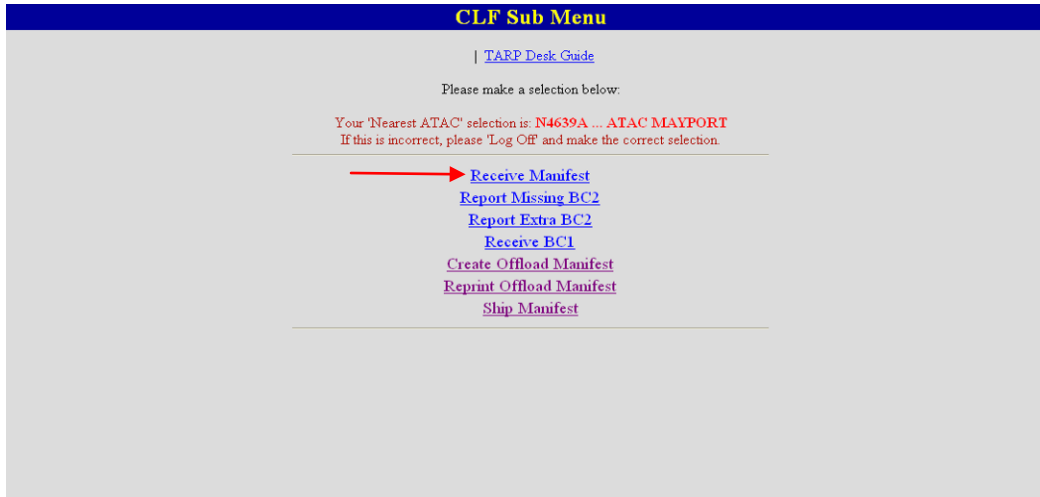 CLF Sub Menu
| TARP Desk Guide
Please make a selection below:
Your 'Nearest ATAC' selection is: N4639A ... ATAC MAYPORT
If this is incorrect, please 'Log Off' and make the correct selection.
Receive Manifest
Report Missing BC2
Report Extra BC2
Receive BC1
Create Offload Manifest
Reprint Offload Manifest
Ship Manifest